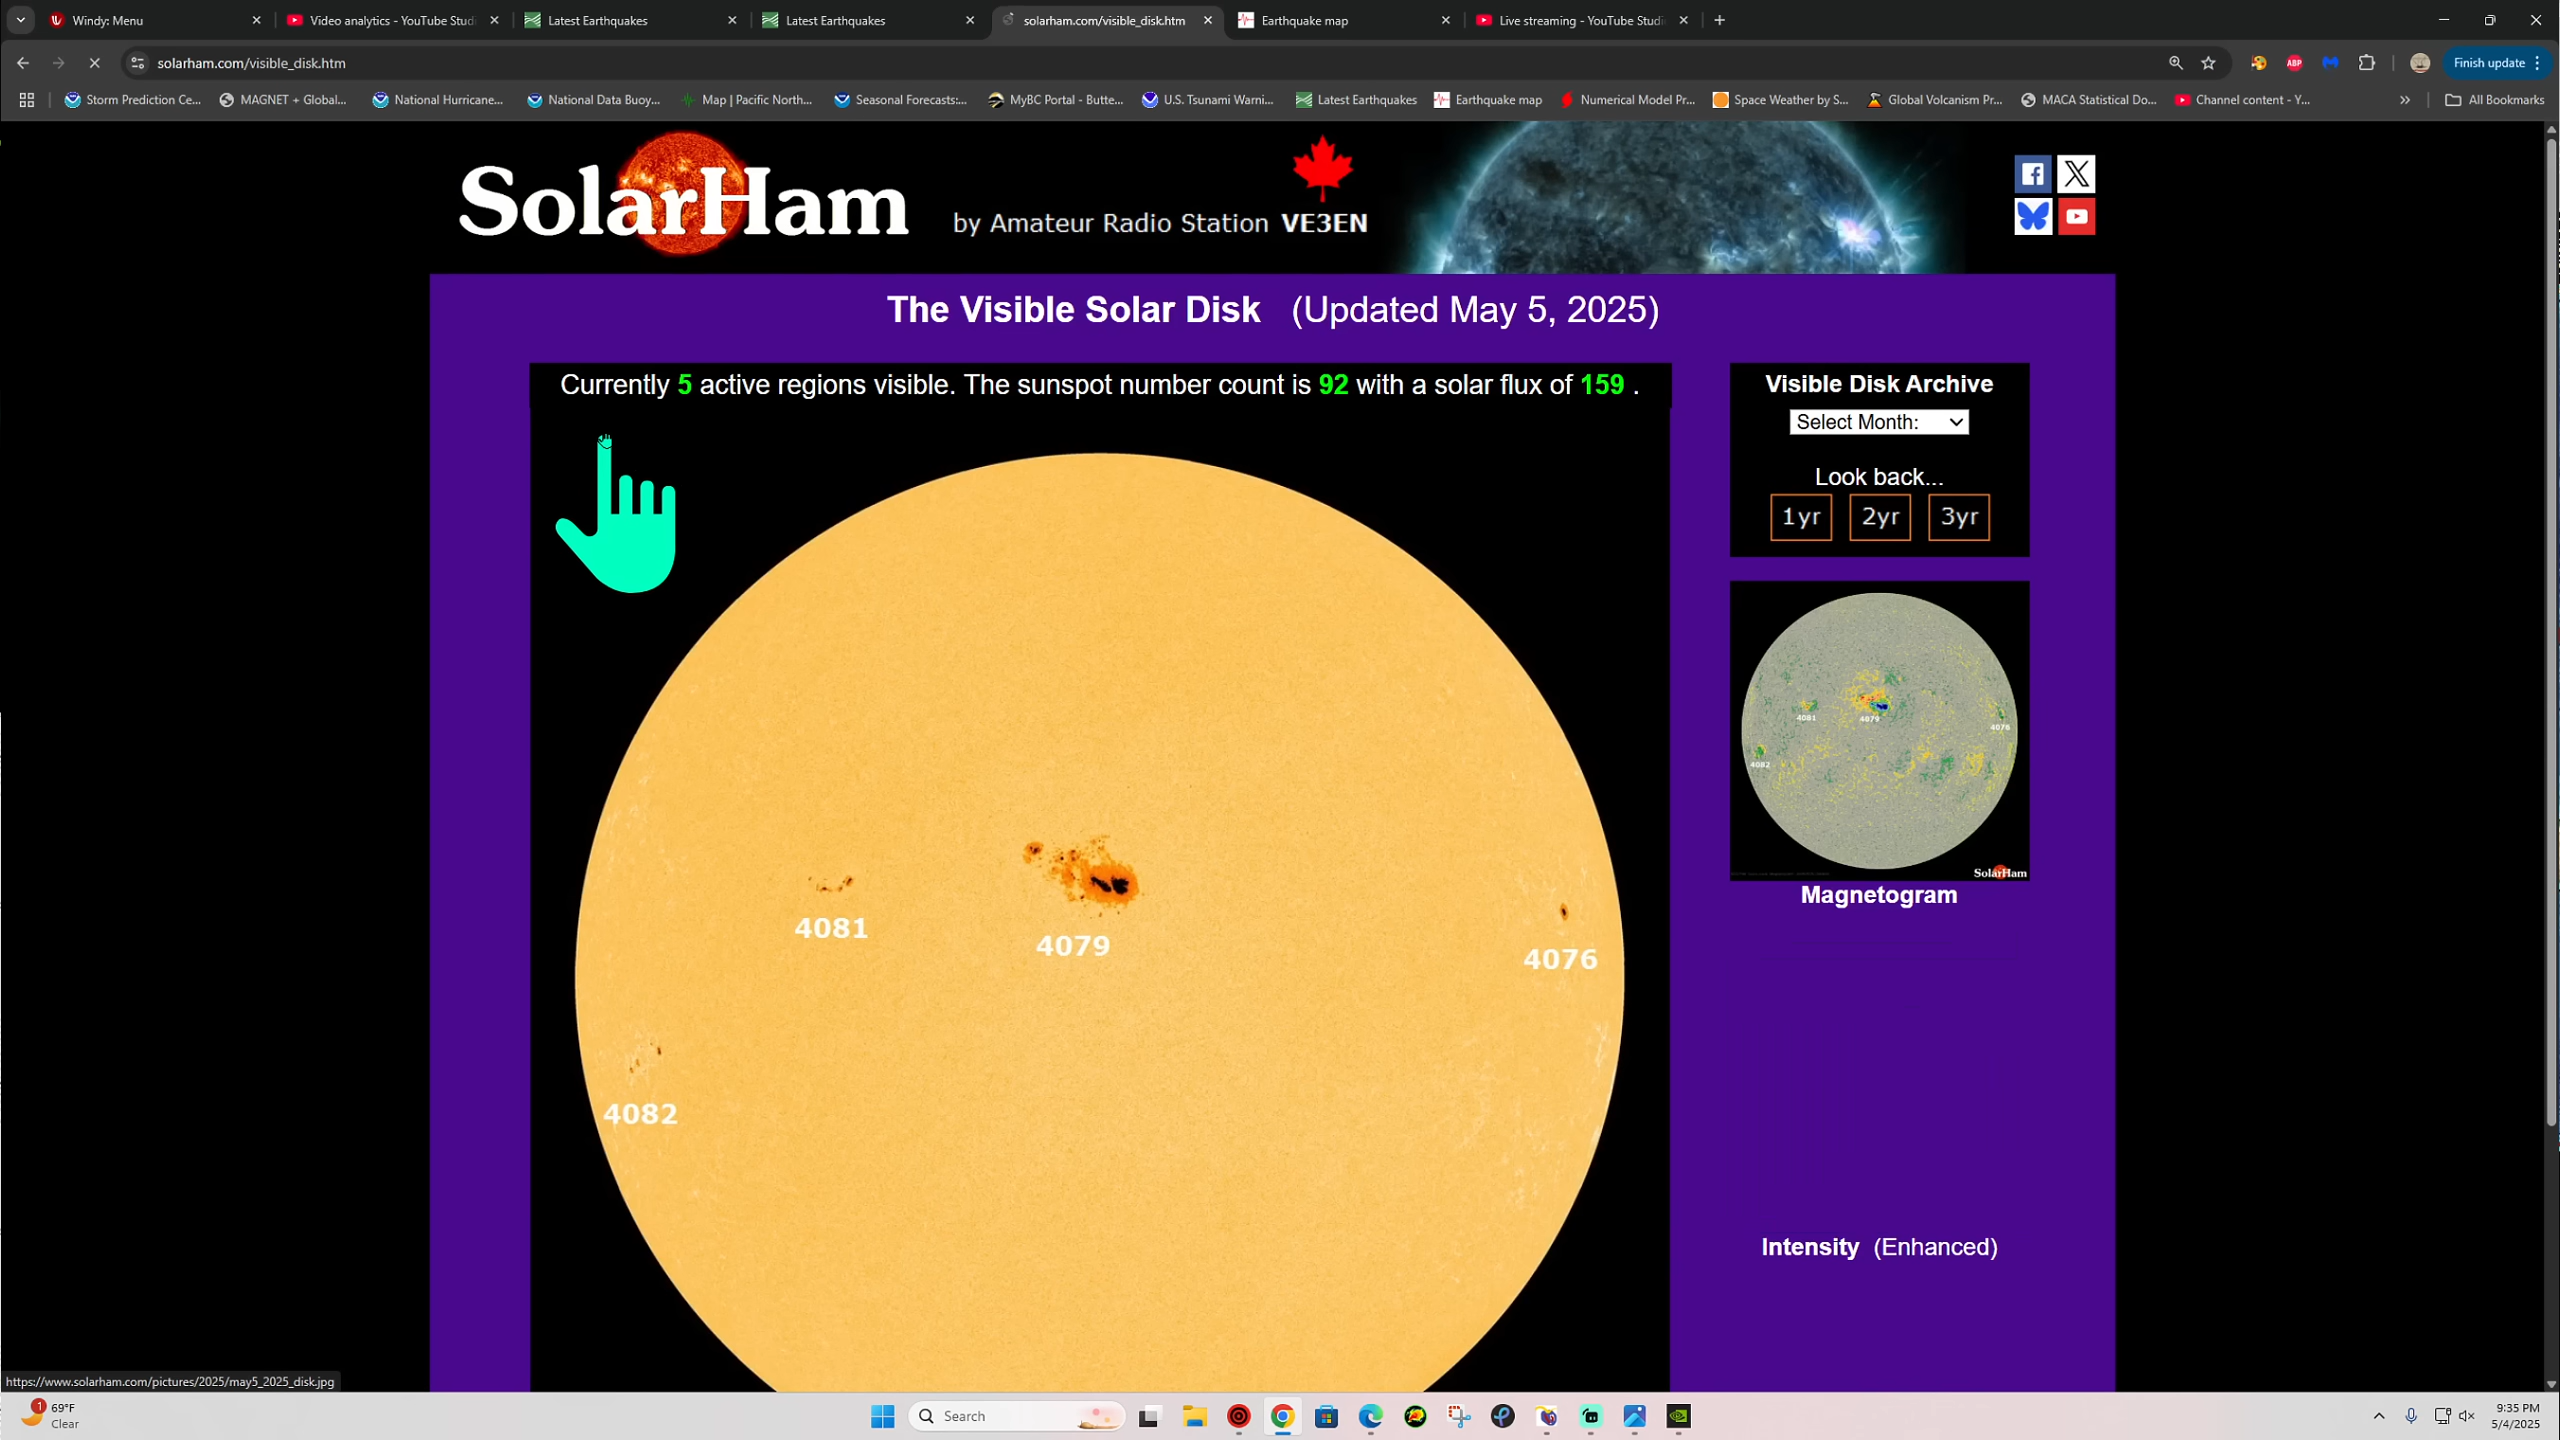 Windy: Menu
Video analytics - YouTube Studi
Latest Earthquakes
Latest Earthquakes
solarham.com/visible_disk.htm
Earthquake map
Live streaming - YouTube Studi
solarham.com/visible_disk.htm
ABP
Finish update
Storm Prediction Ce...
MAGNET + Global...
National Hurricane...
National Data Buoy...
Map | Pacific North...
Seasonal Forecasts:...
MyBC Portal - Butte...
U.S. Tsunami Warni...
Latest Earthquakes
Earthquake map
Numerical Model Pr...
Space Weather by S...
Global Volcanism Pr...
MACA Statistical Do...
Channel content - Y...
All Bookmarks
SolarHam
by Amateur Radio Station VE3EN
The Visible Solar Disk (Updated May 5, 2025)
Currently 5 active regions visible. The sunspot number count is 92 with a solar flux of 159 .
4081
4079
4076
4082
Visible Disk Archive
Select Month:
Look back...
1yr 2yr 3yr
4081
4079
4076
4082
SolarHam
Magnetogram
Intensity (Enhanced)
https://www.solarham.com/pictures/2025/may5_2025_disk.jpg
1
69°F
Clear
Search
9:35 PM
5/4/2025